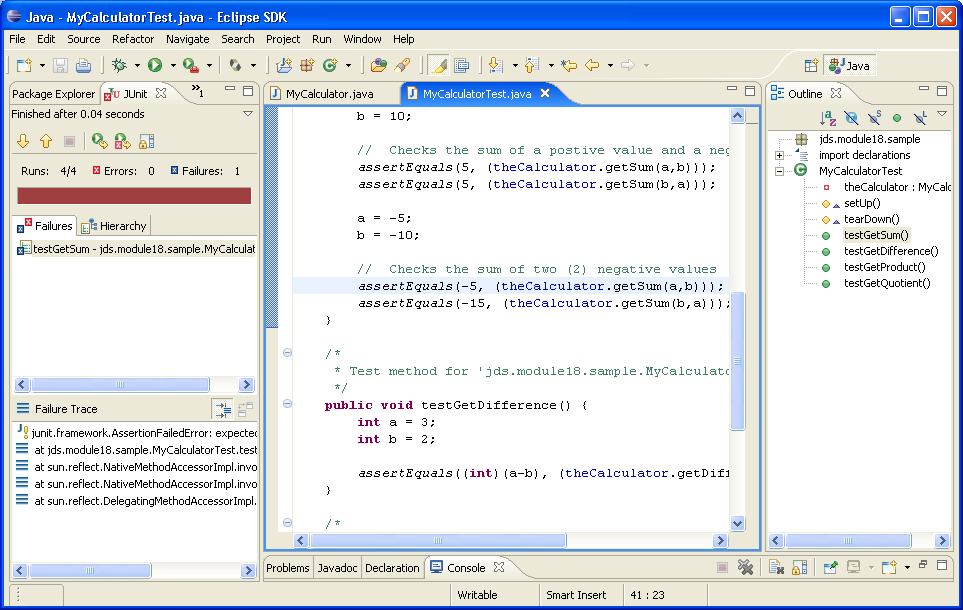 Java - MyCalculatorTest.java - Eclipse SDK
File Edit Source Refactor Navigate Search Project Run Window Help
Java
Package Explorer JUnit »1
Finished after 0.04 seconds
Runs: 4/4 Errors: 0 Failures: 1
Failures Hierarchy
testGetSum - jds.module18.sample.MyCalculat
Failure Trace
junit.framework.AssertionFailedError: expected
at jds.module18.sample.MyCalculatorTest.test
at sun.reflect.NativeMethodAccessorImpl.invo
at sun.reflect.NativeMethodAccessorImpl.invo
at sun.reflect.DelegatingMethodAccessorImpl.
MyCalculator.java MyCalculatorTest.java
b = 10;
// Checks the sum of a postive value and a neg
assertEquals(5, (theCalculator.getSum(a,b)));
assertEquals(5, (theCalculator.getSum(b,a)));
a = -5;
b = -10;
// Checks the sum of two (2) negative values
assertEquals(-5, (theCalculator.getSum(a,b)));
assertEquals(-15, (theCalculator.getSum(b,a)));
}
/*
* Test method for 'jds.module18.sample.MyCalculato
*/
public void testGetDifference() {
int a = 3;
int b = 2;
assertEquals((int)(a-b), (theCalculator.getDiff
}
/*
Outline
jds.module18.sample
import declarations
MyCalculatorTest
theCalculator : MyCalc
setUp()
tearDown()
testGetSum()
testGetDifference()
testGetProduct()
testGetQuotient()
Problems Javadoc Declaration Console
Writable Smart Insert 41 : 23